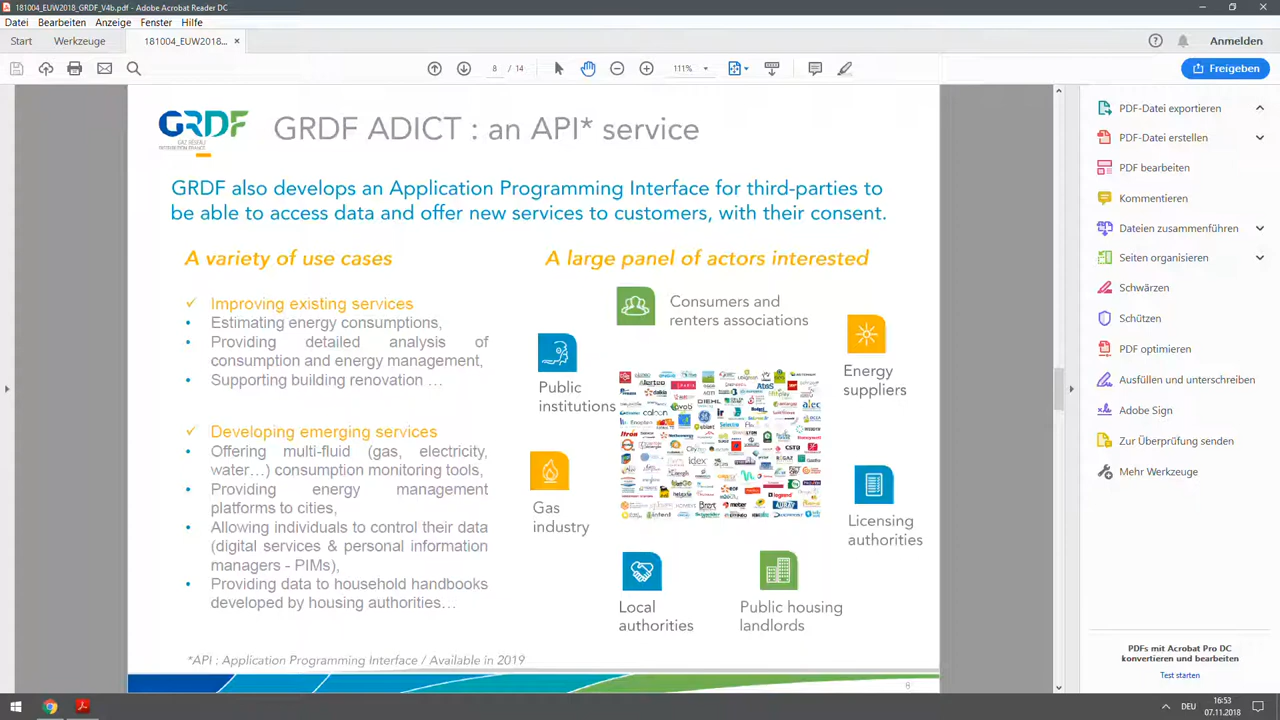 181004_EUW2018_GRDF_V4b.pdf - Adobe Acrobat Reader DC
Datei Bearbeiten Anzeige Fenster Hilfe
Start Werkzeuge 181004_EUW2018... × Anmelden
8 / 14 111% Freigeben
GRDF
GAZ RÉSEAU
DISTRIBUTION FRANCE
GRDF ADICT : an API* service
GRDF also develops an Application Programming Interface for third-parties to
be able to access data and offer new services to customers, with their consent.
A variety of use cases
✓ Improving existing services
• Estimating energy consumptions,
• Providing detailed analysis of
consumption and energy management,
• Supporting building renovation …
✓ Developing emerging services
• Offering multi-fluid (gas, electricity,
water…) consumption monitoring tools,
• Providing energy management
platforms to cities,
• Allowing individuals to control their data
(digital services & personal information
managers - PIMs),
• Providing data to household handbooks
developed by housing authorities…
A large panel of actors interested
Consumers and
renters associations
Public
institutions
Energy
suppliers
Gas
industry
Licensing
authorities
Local
authorities
Public housing
landlords
*API : Application Programming Interface / Available in 2019
8
PDF-Datei exportieren
PDF-Datei erstellen
PDF bearbeiten
Kommentieren
Dateien zusammenführen
Seiten organisieren
Schwärzen
Schützen
PDF optimieren
Ausfüllen und unterschreiben
Adobe Sign
Zur Überprüfung senden
Mehr Werkzeuge
PDFs mit Acrobat Pro DC
konvertieren und bearbeiten
Test starten
DEU
16:53
07.11.2018